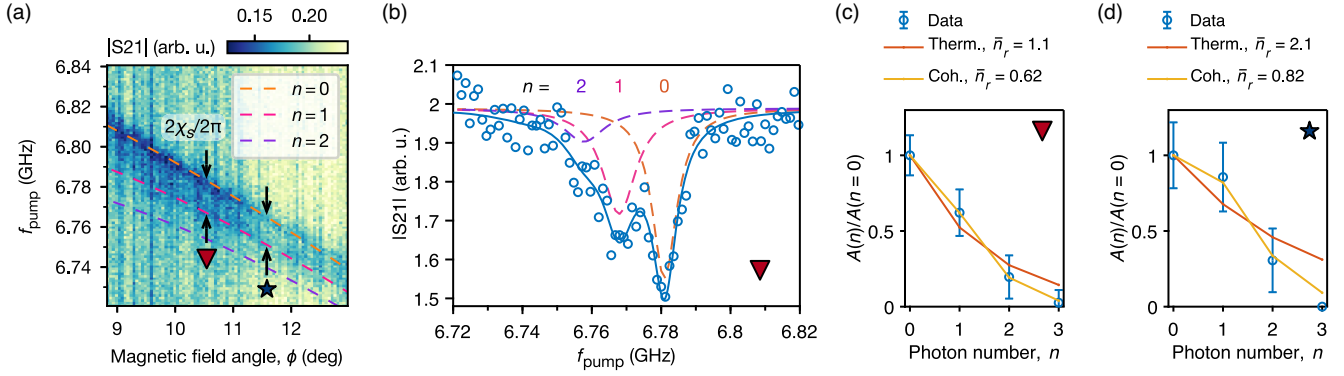 (a)
0.15 0.20
|S21| (arb. u.)
6.84
6.82
6.80
6.78
6.76
6.74
f_pump (GHz)
n = 0
n = 1
n = 2
2χ_s/2π
9 10 11 12
Magnetic field angle, ϕ (deg)
(b)
2.1
2.0
1.9
1.8
1.7
1.6
1.5
|S21| (arb. u.)
n = 2 1 0
6.72 6.74 6.76 6.78 6.80 6.82
f_pump (GHz)
(c)
Data
Therm., n̄_r = 1.1
Coh., n̄_r = 0.62
1
0.5
0
A(n)/A(n = 0)
0 1 2 3
Photon number, n
(d)
Data
Therm., n̄_r = 2.1
Coh., n̄_r = 0.82
1
0.5
0
A(n)/A(n = 0)
0 1 2 3
Photon number, n